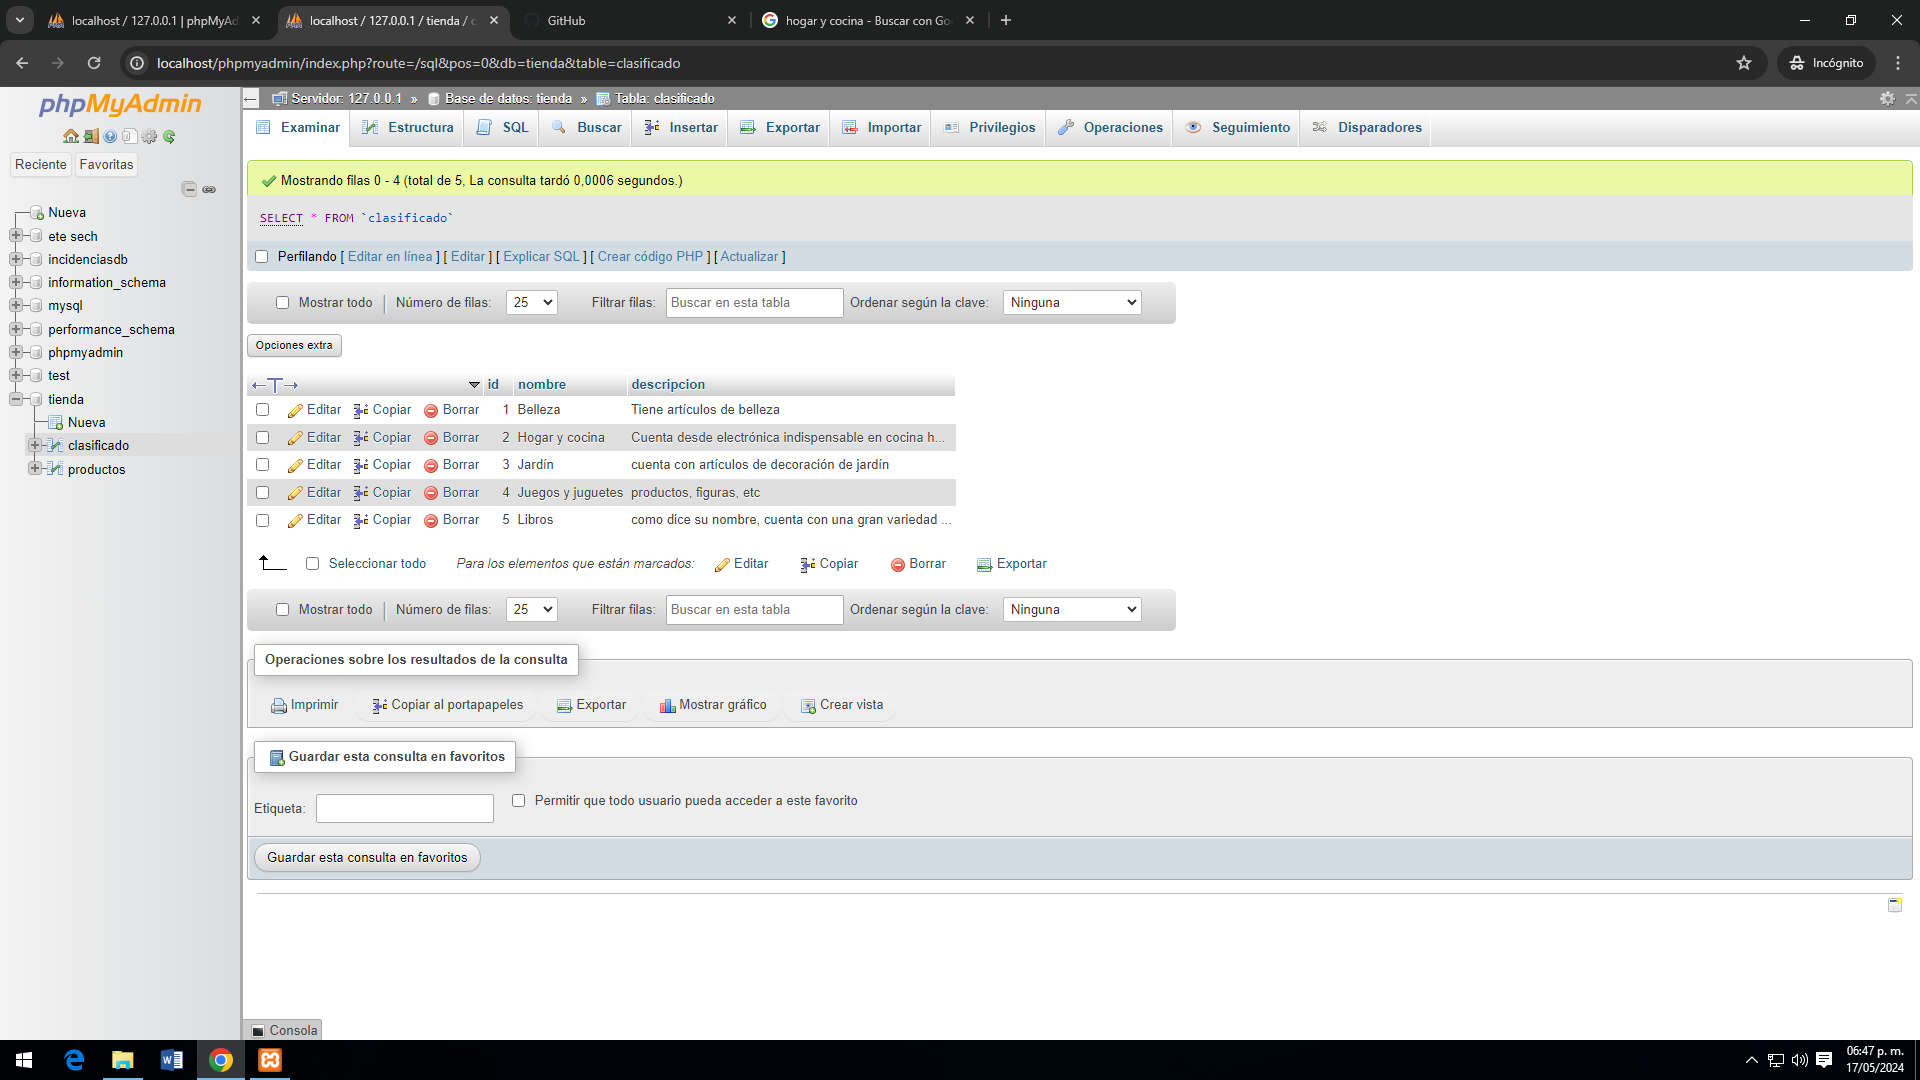 localhost / 127.0.0.1 | phpMyAd
localhost / 127.0.0.1 / tienda / c
GitHub
hogar y cocina - Buscar con Goo
localhost/phpmyadmin/index.php?route=/sql&pos=0&db=tienda&table=clasificado
Incógnito
phpMyAdmin
Reciente Favoritas
Nueva
ete sech
incidenciasdb
information_schema
mysql
performance_schema
phpmyadmin
test
tienda
Nueva
clasificado
productos
Servidor: 127.0.0.1 » Base de datos: tienda » Tabla: clasificado
Examinar Estructura SQL Buscar Insertar Exportar Importar Privilegios Operaciones Seguimiento Disparadores
Mostrando filas 0 - 4 (total de 5, La consulta tardó 0,0006 segundos.)
SELECT * FROM `clasificado`
Perfilando [ Editar en línea ] [ Editar ] [ Explicar SQL ] [ Crear código PHP ] [ Actualizar ]
Mostrar todo Número de filas: 25 Filtrar filas: Buscar en esta tabla Ordenar según la clave: Ninguna
Opciones extra
←T→ id nombre descripcion
Editar Copiar Borrar 1 Belleza Tiene artículos de belleza
Editar Copiar Borrar 2 Hogar y cocina Cuenta desde electrónica indispensable en cocina h...
Editar Copiar Borrar 3 Jardín cuenta con artículos de decoración de jardín
Editar Copiar Borrar 4 Juegos y juguetes productos, figuras, etc
Editar Copiar Borrar 5 Libros como dice su nombre, cuenta con una gran variedad ...
Seleccionar todo Para los elementos que están marcados: Editar Copiar Borrar Exportar
Mostrar todo Número de filas: 25 Filtrar filas: Buscar en esta tabla Ordenar según la clave: Ninguna
Operaciones sobre los resultados de la consulta
Imprimir Copiar al portapapeles Exportar Mostrar gráfico Crear vista
Guardar esta consulta en favoritos
Etiqueta: Permitir que todo usuario pueda acceder a este favorito
Guardar esta consulta en favoritos
Consola
06:47 p. m.
17/05/2024